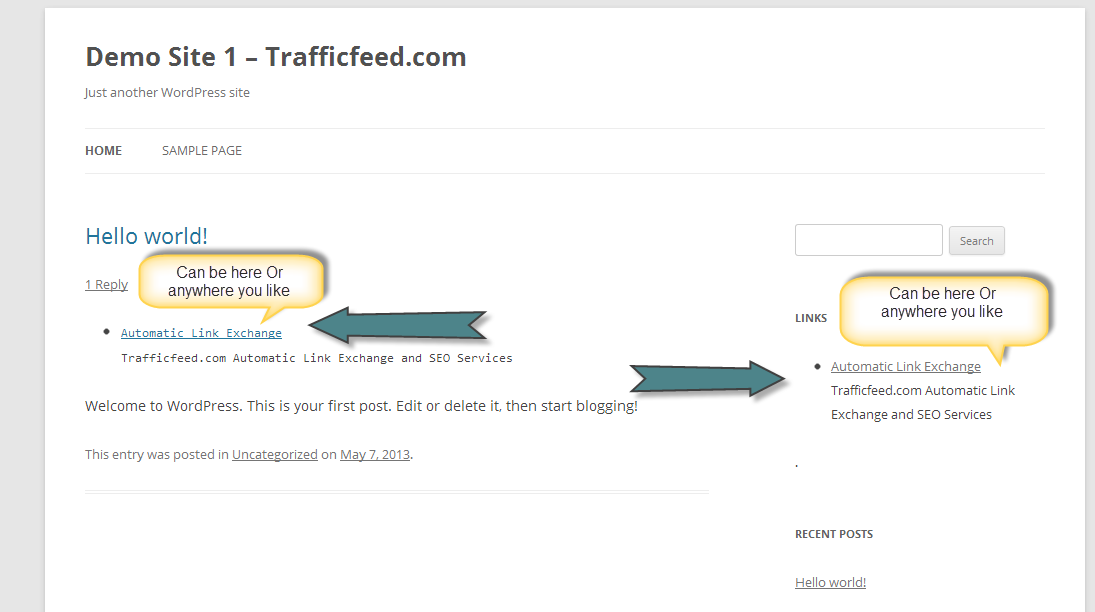 Demo Site 1 – Trafficfeed.com
Just another WordPress site
HOME
SAMPLE PAGE
Hello world!
1 Reply
Can be here Or
anywhere you like
Automatic Link Exchange
Trafficfeed.com Automatic Link Exchange and SEO Services
Welcome to WordPress. This is your first post. Edit or delete it, then start blogging!
This entry was posted in Uncategorized on May 7, 2013.
Search
LINKS
Can be here Or
anywhere you like
Automatic Link Exchange
Trafficfeed.com Automatic Link
Exchange and SEO Services
.
RECENT POSTS
Hello world!